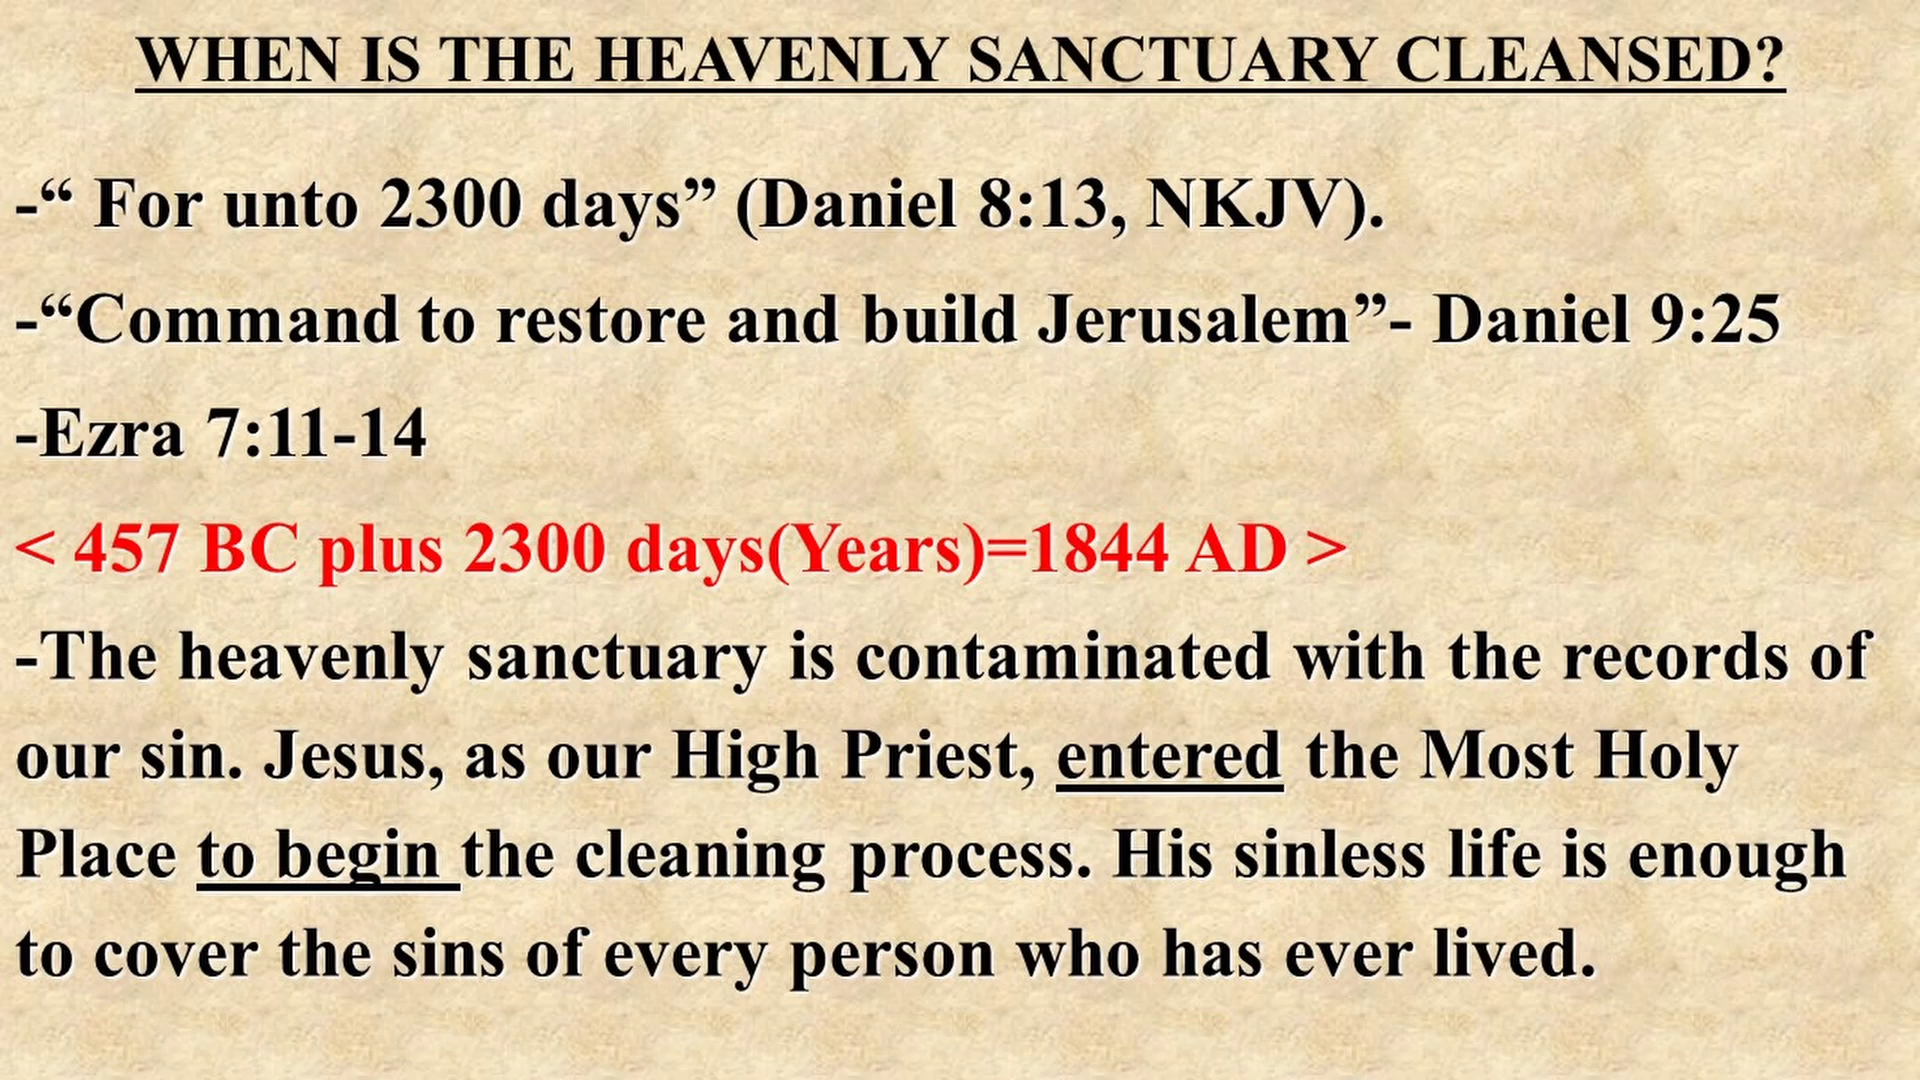 WHEN IS THE HEAVENLY SANCTUARY CLEANSED?
-“ For unto 2300 days” (Daniel 8:13, NKJV).
-“Command to restore and build Jerusalem”- Daniel 9:25
-Ezra 7:11-14
< 457 BC plus 2300 days(Years)=1844 AD >
-The heavenly sanctuary is contaminated with the records of
our sin. Jesus, as our High Priest, entered the Most Holy
Place to begin the cleaning process. His sinless life is enough
to cover the sins of every person who has ever lived.